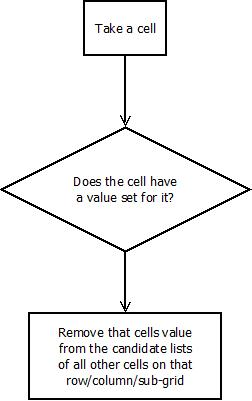 Take a cell
Does the cell have
a value set for it?
Remove that cells value
from the candidate lists
of all other cells on that
row/column/sub-grid